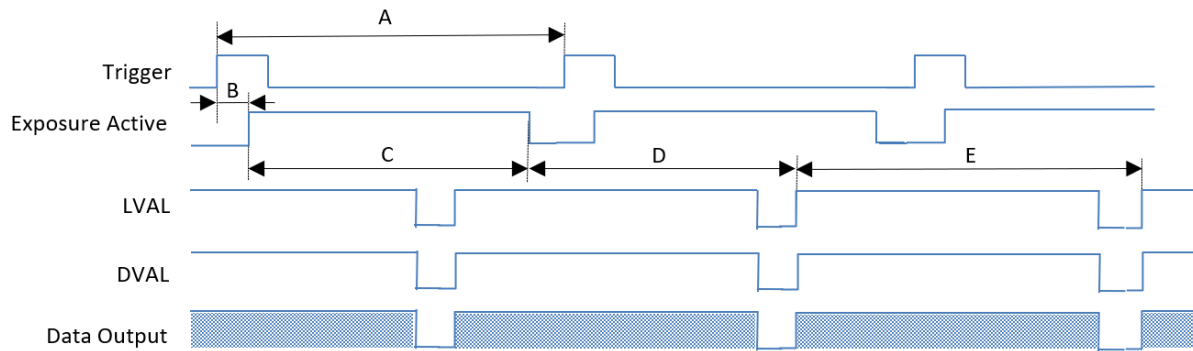 A
Trigger
B
Exposure Active
C
D
E
LVAL
DVAL
Data Output